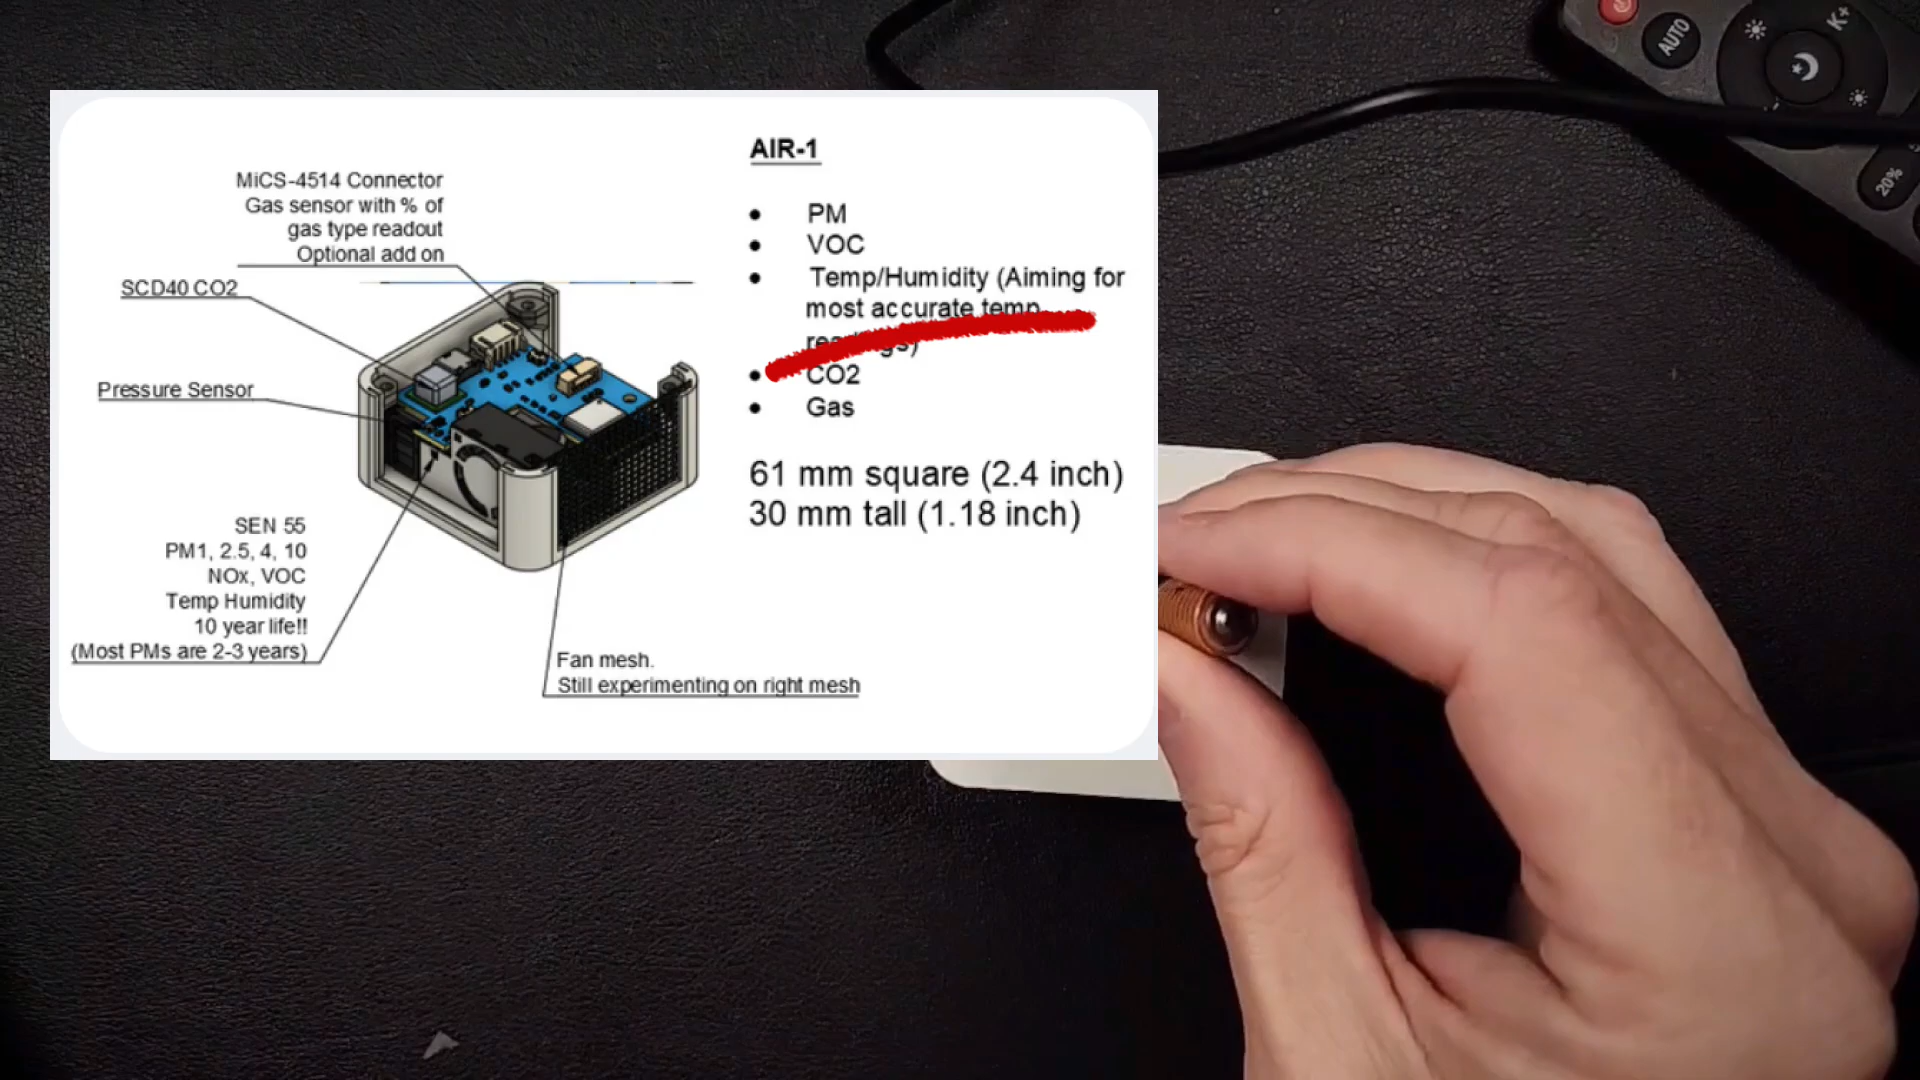 MiCS-4514 Connector
Gas sensor with % of
gas type readout
Optional add on
SCD40 CO2
Pressure Sensor
SEN 55
PM1, 2.5, 4, 10
NOx, VOC
Temp Humidity
10 year life!!
(Most PMs are 2-3 years)
Fan mesh.
Still experimenting on right mesh
AIR-1
• PM
• VOC
• Temp/Humidity (Aiming for
most accurate temp
readings)
• CO2
• Gas
61 mm square (2.4 inch)
30 mm tall (1.18 inch)
AUTO
K+
20%